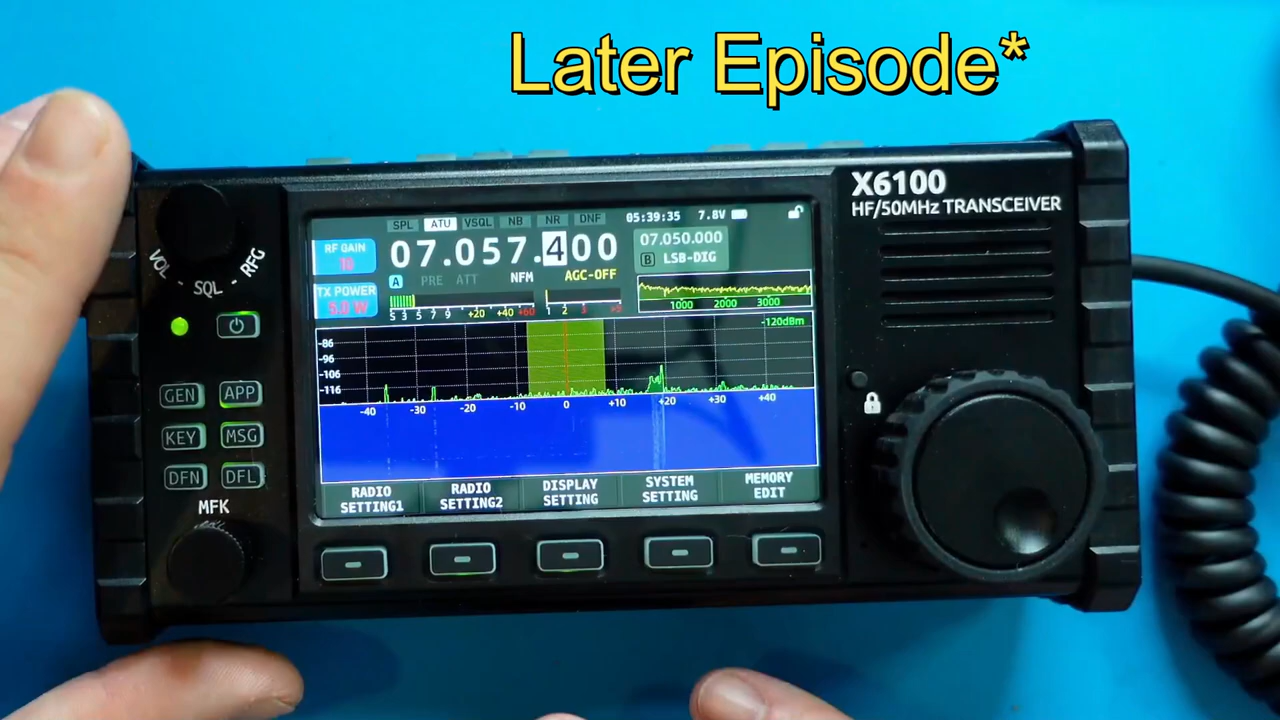 Later Episode*
X6100
HF/50MHz TRANSCEIVER
SPL ATU VSQL NB NR DNF 05:39:35 7.8V
RF GAIN
07.057.400
07.050.000
B LSB-DIG
A PRE ATT NFM AGC-OFF
TX POWER
5.0 W
S 3 5 7 9 +20 +40 +60 1 2 3 +5
1000 2000 3000
-120dBm
-86
-96
-106
-116
-40 -30 -20 -10 0 +10 +20 +30 +40
RADIO SETTING1
RADIO SETTING2
DISPLAY SETTING
SYSTEM SETTING
MEMORY EDIT
VOL SQL RFG
GEN APP
KEY MSG
DFN DFL
MFK